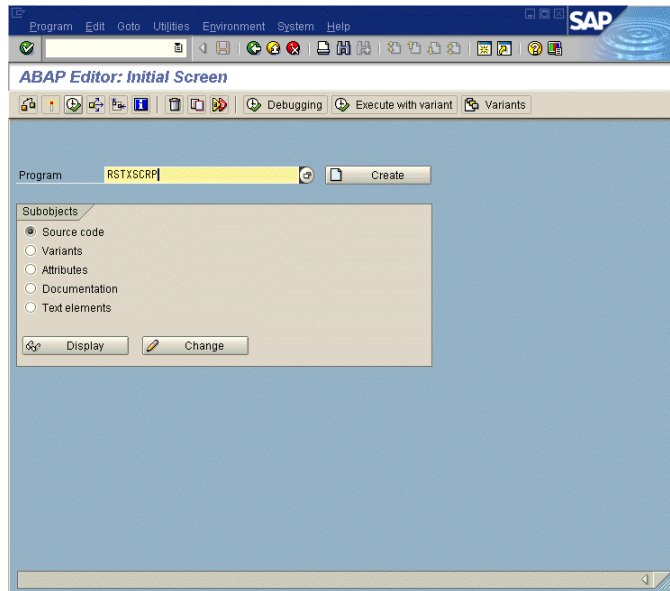 Program Edit Goto Utilities Environment System Help
SAP
ABAP Editor: Initial Screen
Debugging Execute with variant Variants
Program RSTXSCRP Create
Subobjects
Source code
Variants
Attributes
Documentation
Text elements
Display Change